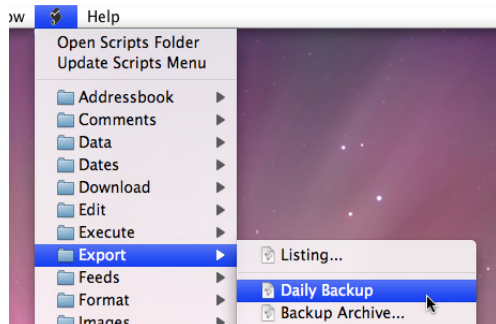 ow Help
Open Scripts Folder
Update Scripts Menu
Addressbook
Comments
Data
Dates
Download
Edit
Execute
Export
Listing...
Feeds
Daily Backup
Format
Backup Archive...
Images